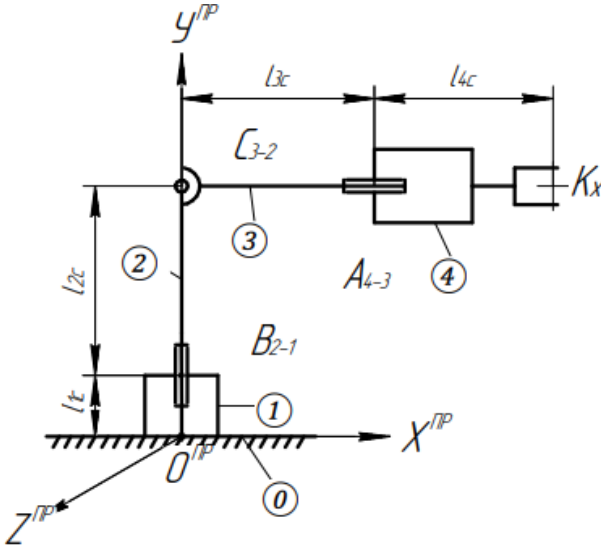 Y^ПР
l3c
l4c
C3-2
Kx
3
2
4
l2c
A4-3
B2-1
l1c
1
X^ПР
O^ПР
0
Z^ПР